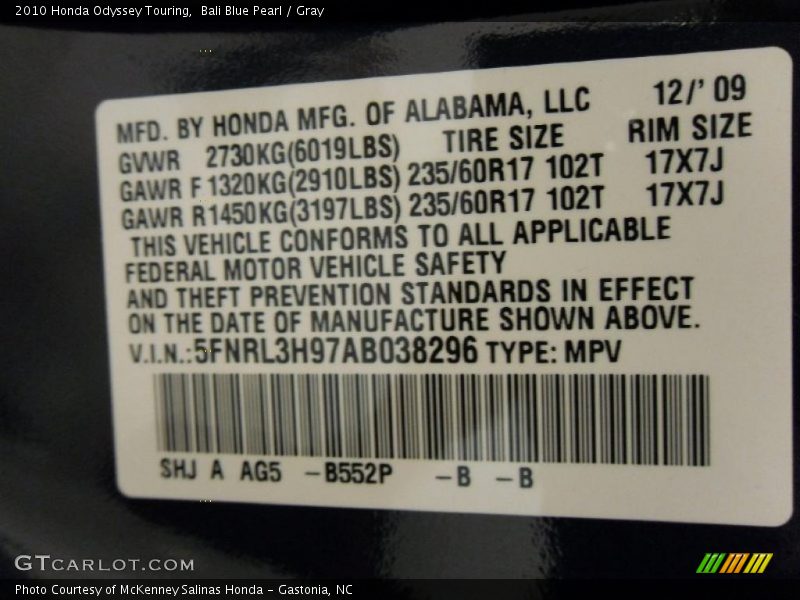 2010 Honda Odyssey Touring,  Bali Blue Pearl / Gray
MFD. BY HONDA MFG. OF ALABAMA, LLC 12/' 09
GVWR 2730KG(6019LBS) TIRE SIZE RIM SIZE
GAWR F 1320KG(2910LBS) 235/60R17 102T 17X7J
GAWR R1450KG(3197LBS) 235/60R17 102T 17X7J
THIS VEHICLE CONFORMS TO ALL APPLICABLE
FEDERAL MOTOR VEHICLE SAFETY
AND THEFT PREVENTION STANDARDS IN EFFECT
ON THE DATE OF MANUFACTURE SHOWN ABOVE.
V.I.N.:5FNRL3H97AB038296 TYPE: MPV
SHJ A AG5 –B552P –B –B
GTCARLOT.COM
Photo Courtesy of McKenney Salinas Honda – Gastonia, NC